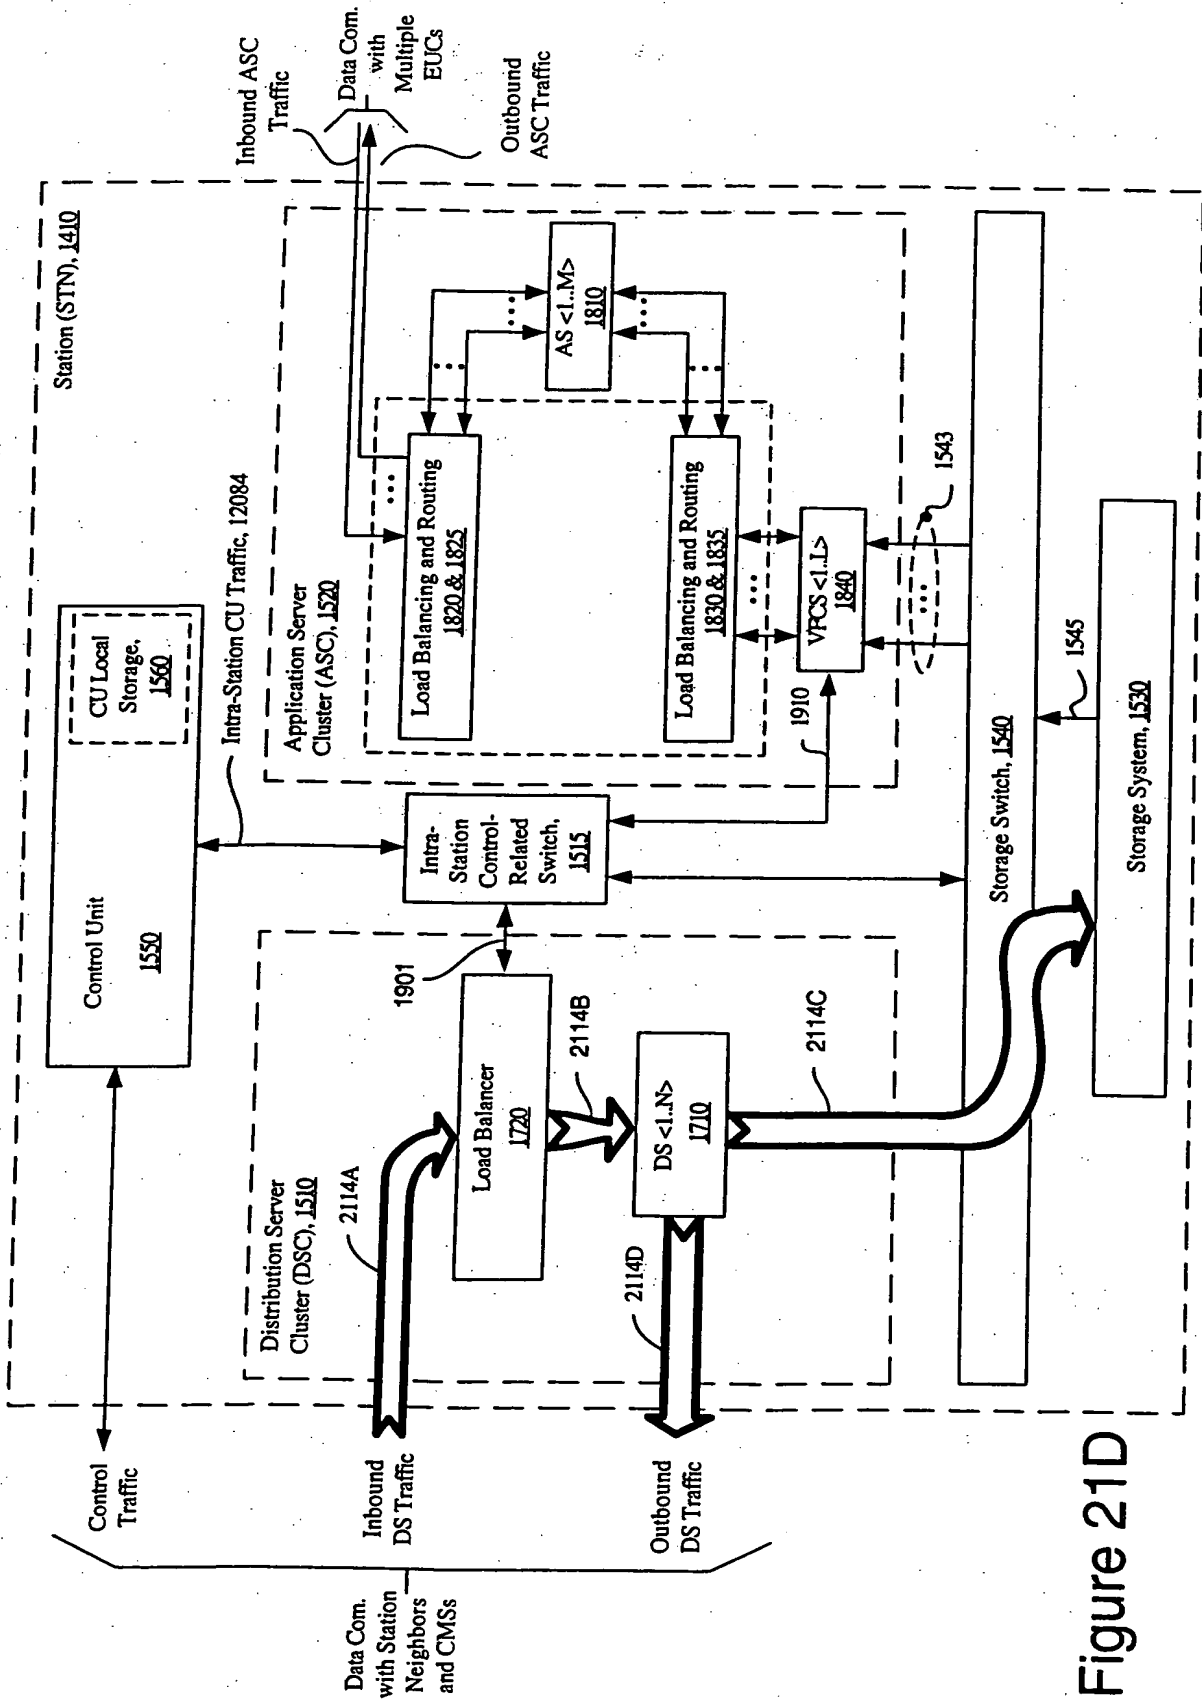 Station (STN), 1410
Control Unit
1550
CU Local
Storage,
1560
Control
Traffic
Intra-Station CU Traffic, 12084
Inbound ASC
Traffic
Data Com.
with
Multiple
EUCs
Outbound
ASC Traffic
Data Com.
with Station
Neighbors
and CMSs
Inbound
DS Traffic
Outbound
DS Traffic
Distribution Server
Cluster (DSC), 1510
2114A
Load Balancer
1720
1901
2114B
DS <1..N>
1710
2114C
2114D
Intra-
Station
Control-
Related
Switch,
1515
Application Server
Cluster (ASC), 1520
Load Balancing and Routing
1820 & 1825
AS <1..M>
1810
Load Balancing and Routing
1830 & 1835
VFCS <1..L>
1840
1910
1543
Storage Switch, 1540
1545
Storage System, 1530
Figure 21D